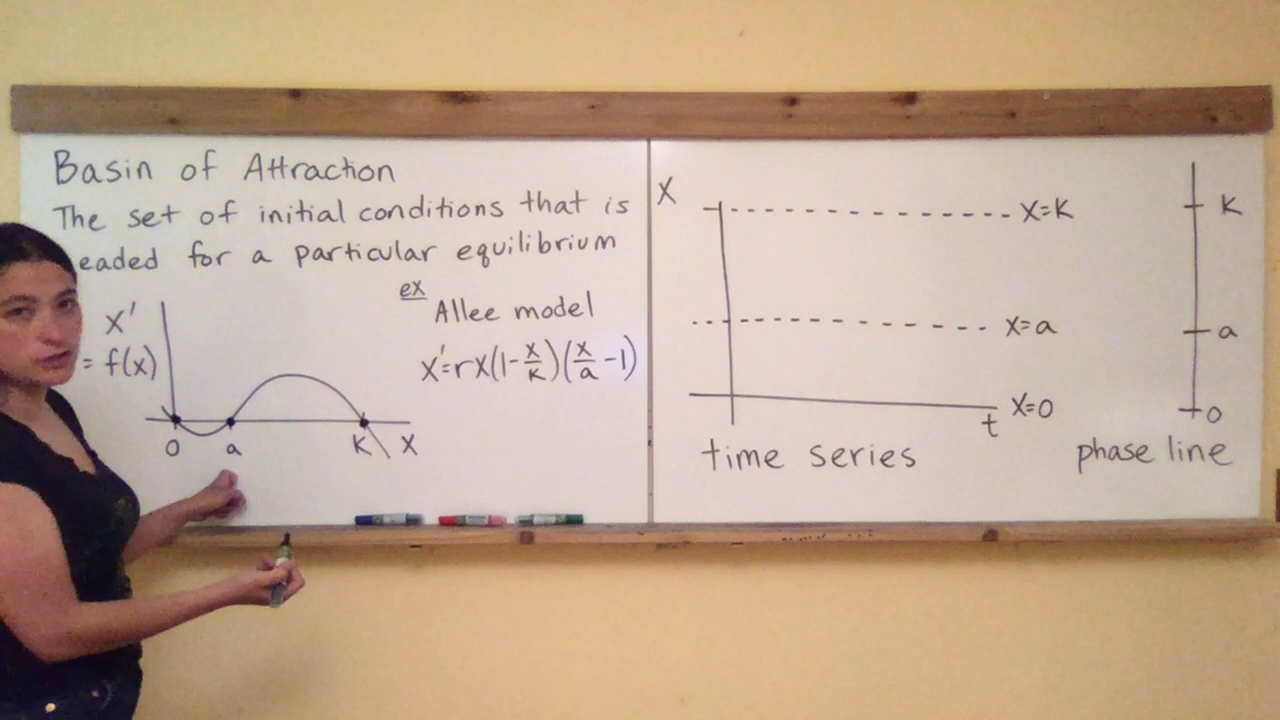 Basin of Attraction
The set of initial conditions that is
eaded for a particular equilibrium
ex
Allee model
x'=rx(1-x/k)(x/a-1)
x'
= f(x)
0 a K X
X
x=K
x=a
x=0
t
time series
K
a
0
phase line